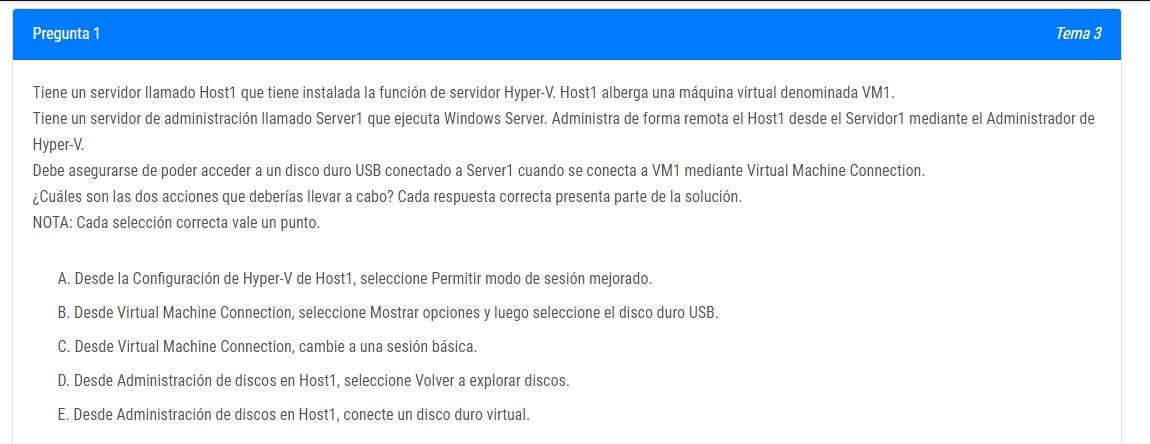 Pregunta 1
Tema 3
Tiene un servidor llamado Host1 que tiene instalada la función de servidor Hyper-V. Host1 alberga una máquina virtual denominada VM1.
Tiene un servidor de administración llamado Server1 que ejecuta Windows Server. Administra de forma remota el Host1 desde el Servidor1 mediante el Administrador de
Hyper-V.
Debe asegurarse de poder acceder a un disco duro USB conectado a Server1 cuando se conecta a VM1 mediante Virtual Machine Connection.
¿Cuáles son las dos acciones que deberías llevar a cabo? Cada respuesta correcta presenta parte de la solución.
NOTA: Cada selección correcta vale un punto.
A. Desde la Configuración de Hyper-V de Host1, seleccione Permitir modo de sesión mejorado.
B. Desde Virtual Machine Connection, seleccione Mostrar opciones y luego seleccione el disco duro USB.
C. Desde Virtual Machine Connection, cambie a una sesión básica.
D. Desde Administración de discos en Host1, seleccione Volver a explorar discos.
E. Desde Administración de discos en Host1, conecte un disco duro virtual.